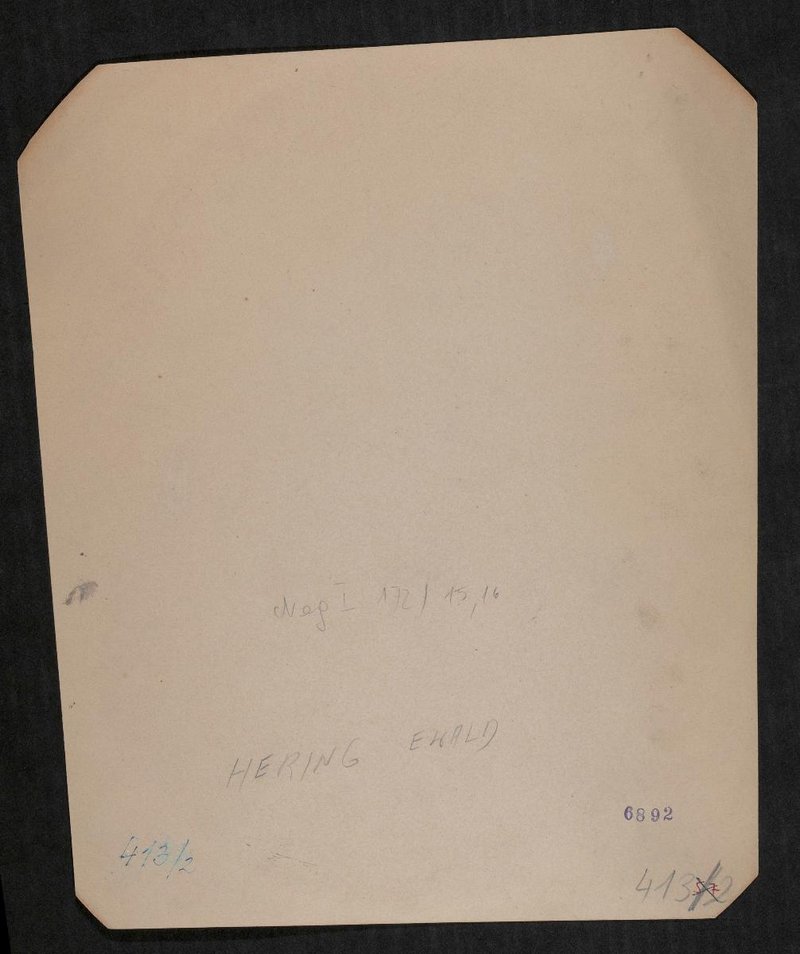 Neg I 172/15,16
HERING EWALD
6892
413/2
413/2